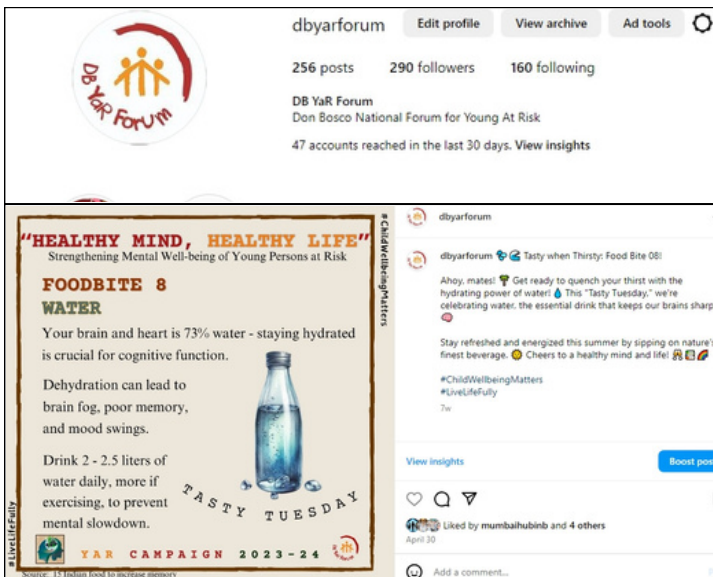 dbyarforum Edit profile View archive Ad tools
256 posts 290 followers 160 following
DB YaR Forum
Don Bosco National Forum for Young At Risk
47 accounts reached in the last 30 days. View insights
DB YaR ForUM
"HEALTHY MIND, HEALTHY LIFE"
Strengthening Mental Well-being of Young Persons at Risk
FOODBITE 8
WATER
Your brain and heart is 73% water - staying hydrated
is crucial for cognitive function.
Dehydration can lead to
brain fog, poor memory,
and mood swings.
Drink 2 - 2.5 liters of
water daily, more if
exercising, to prevent
mental slowdown.
TASTY TUESDAY
YAR CAMPAIGN 2023-24
Source: 15 Indian food to increase memory
#LiveLifeFully
#ChildWellbeingMatters
dbyarforum
dbyarforum Tasty when Thirsty: Food Bite 08!
Ahoy, mates! Get ready to quench your thirst with the
hydrating power of water! This "Tasty Tuesday," we're
celebrating water, the essential drink that keeps our brains sharp
Stay refreshed and energized this summer by sipping on nature's
finest beverage. Cheers to a healthy mind and life!
#ChildWellbeingMatters
#LiveLifeFully
7w
View insights Boost pos
Liked by mumbaihubinb and 4 others
April 30
Add a comment...